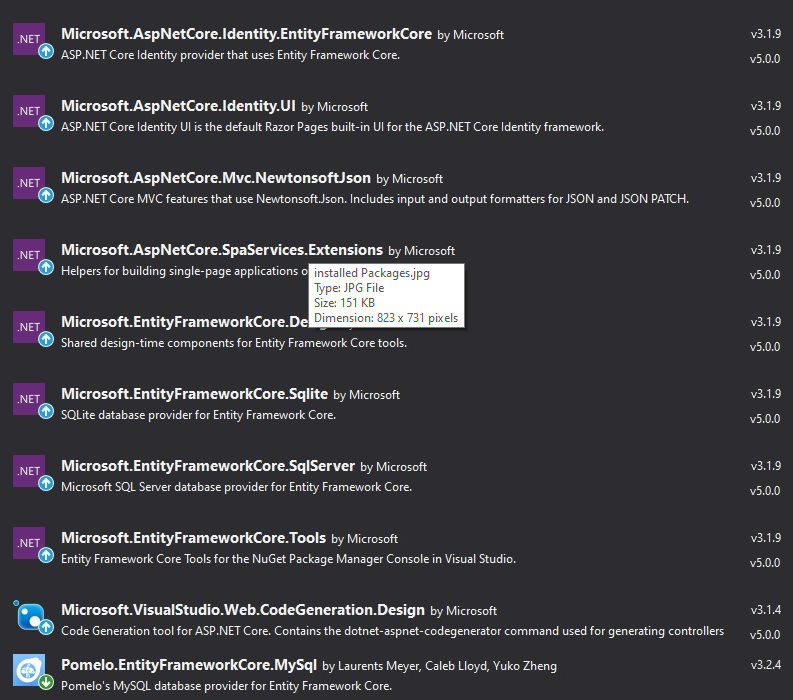 .NET Microsoft.AspNetCore.Identity.EntityFrameworkCore by Microsoft v3.1.9
ASP.NET Core Identity provider that uses Entity Framework Core. v5.0.0
.NET Microsoft.AspNetCore.Identity.UI by Microsoft v3.1.9
ASP.NET Core Identity UI is the default Razor Pages built-in UI for the ASP.NET Core Identity framework. v5.0.0
.NET Microsoft.AspNetCore.Mvc.NewtonsoftJson by Microsoft v3.1.9
ASP.NET Core MVC features that use Newtonsoft.Json. Includes input and output formatters for JSON and JSON PATCH. v5.0.0
.NET Microsoft.AspNetCore.SpaServices.Extensions by Microsoft v3.1.9
Helpers for building single-page applications v5.0.0
installed Packages.jpg
Type: JPG File
Size: 151 KB
Dimension: 823 x 731 pixels
.NET Microsoft.EntityFrameworkCore. v3.1.9
Shared design-time components for Entity Framework Core tools. v5.0.0
.NET Microsoft.EntityFrameworkCore.Sqlite by Microsoft v3.1.9
SQLite database provider for Entity Framework Core. v5.0.0
.NET Microsoft.EntityFrameworkCore.SqlServer by Microsoft v3.1.9
Microsoft SQL Server database provider for Entity Framework Core. v5.0.0
.NET Microsoft.EntityFrameworkCore.Tools by Microsoft v3.1.9
Entity Framework Core Tools for the NuGet Package Manager Console in Visual Studio. v5.0.0
Microsoft.VisualStudio.Web.CodeGeneration.Design by Microsoft v3.1.4
Code Generation tool for ASP.NET Core. Contains the dotnet-aspnet-codegenerator command used for generating controllers v5.0.0
Pomelo.EntityFrameworkCore.MySql by Laurents Meyer, Caleb Lloyd, Yuko Zheng v3.2.4
Pomelo's MySQL database provider for Entity Framework Core.